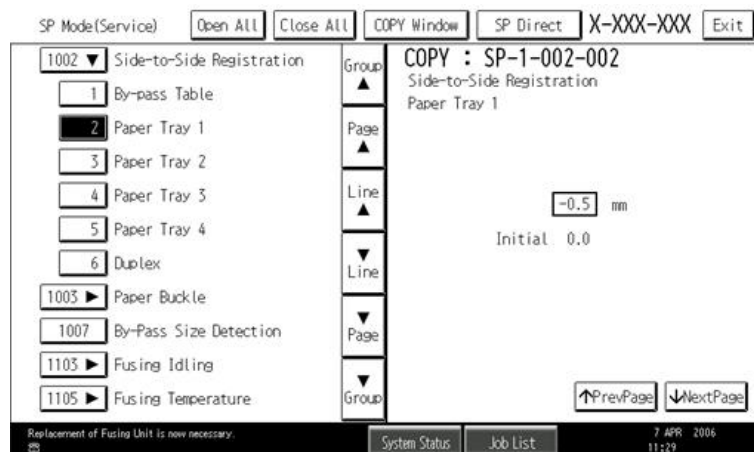 SP Mode(Service) Open All Close All COPY Window SP Direct X-XXX-XXX Exit
1002 ▼ Side-to-Side Registration
1 By-pass Table
2 Paper Tray 1
3 Paper Tray 2
4 Paper Tray 3
5 Paper Tray 4
6 Duplex
1003 ► Paper Buckle
1007 By-Pass Size Detection
1103 ► Fusing Idling
1105 ► Fusing Temperature
Group
▲
Page
▲
Line
▲
▼
Line
▼
Page
▼
Group
COPY : SP-1-002-002
Side-to-Side Registration
Paper Tray 1
-0.5 mm
Initial 0.0
↑PrevPage ↓NextPage
Replacement of Fusing Unit is now necessary.
System Status Job List
7 APR 2006
11:29